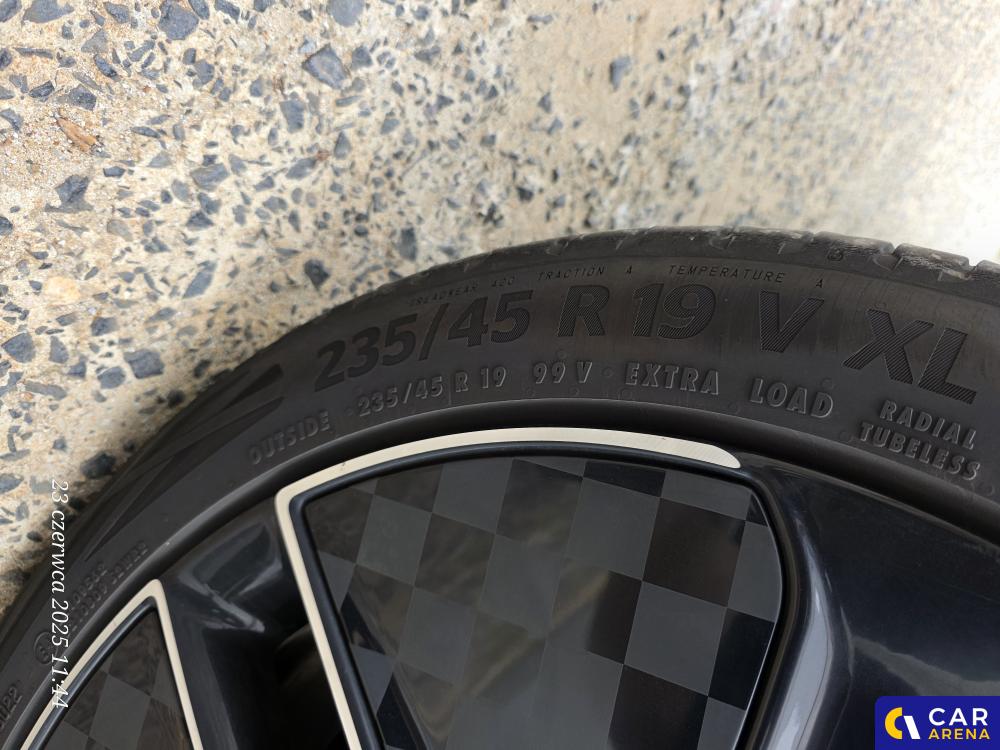 TREADWEAR 400 TRACTION A TEMPERATURE A
235/45 R 19 V XL
OUTSIDE 235/45 R 19 99 V EXTRA LOAD
RADIAL
TUBELESS
23 czerwca 2025 11:44
CAR
ARENA